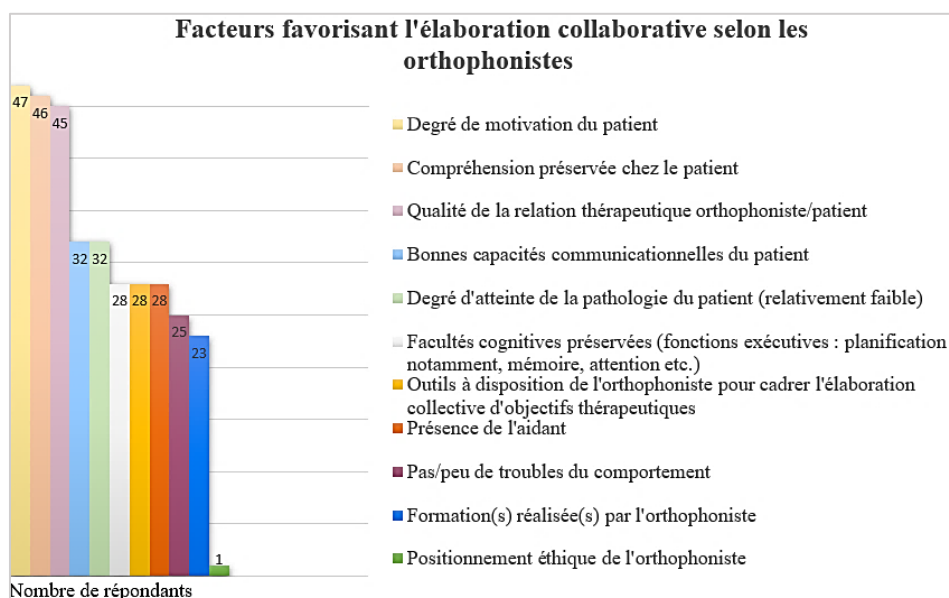 Facteurs favorisant l'élaboration collaborative selon les
orthophonistes
47
46
45
32
32
28
28
28
25
23
1
Degré de motivation du patient
Compréhension préservée chez le patient
Qualité de la relation thérapeutique orthophoniste/patient
Bonnes capacités communicationnelles du patient
Degré d'atteinte de la pathologie du patient (relativement faible)
Facultés cognitives préservées (fonctions exécutives : planification
notamment, mémoire, attention etc.)
Outils à disposition de l'orthophoniste pour cadrer l'élaboration
collective d'objectifs thérapeutiques
Présence de l'aidant
Pas/peu de troubles du comportement
Formation(s) réalisée(s) par l'orthophoniste
Positionnement éthique de l'orthophoniste
Nombre de répondants